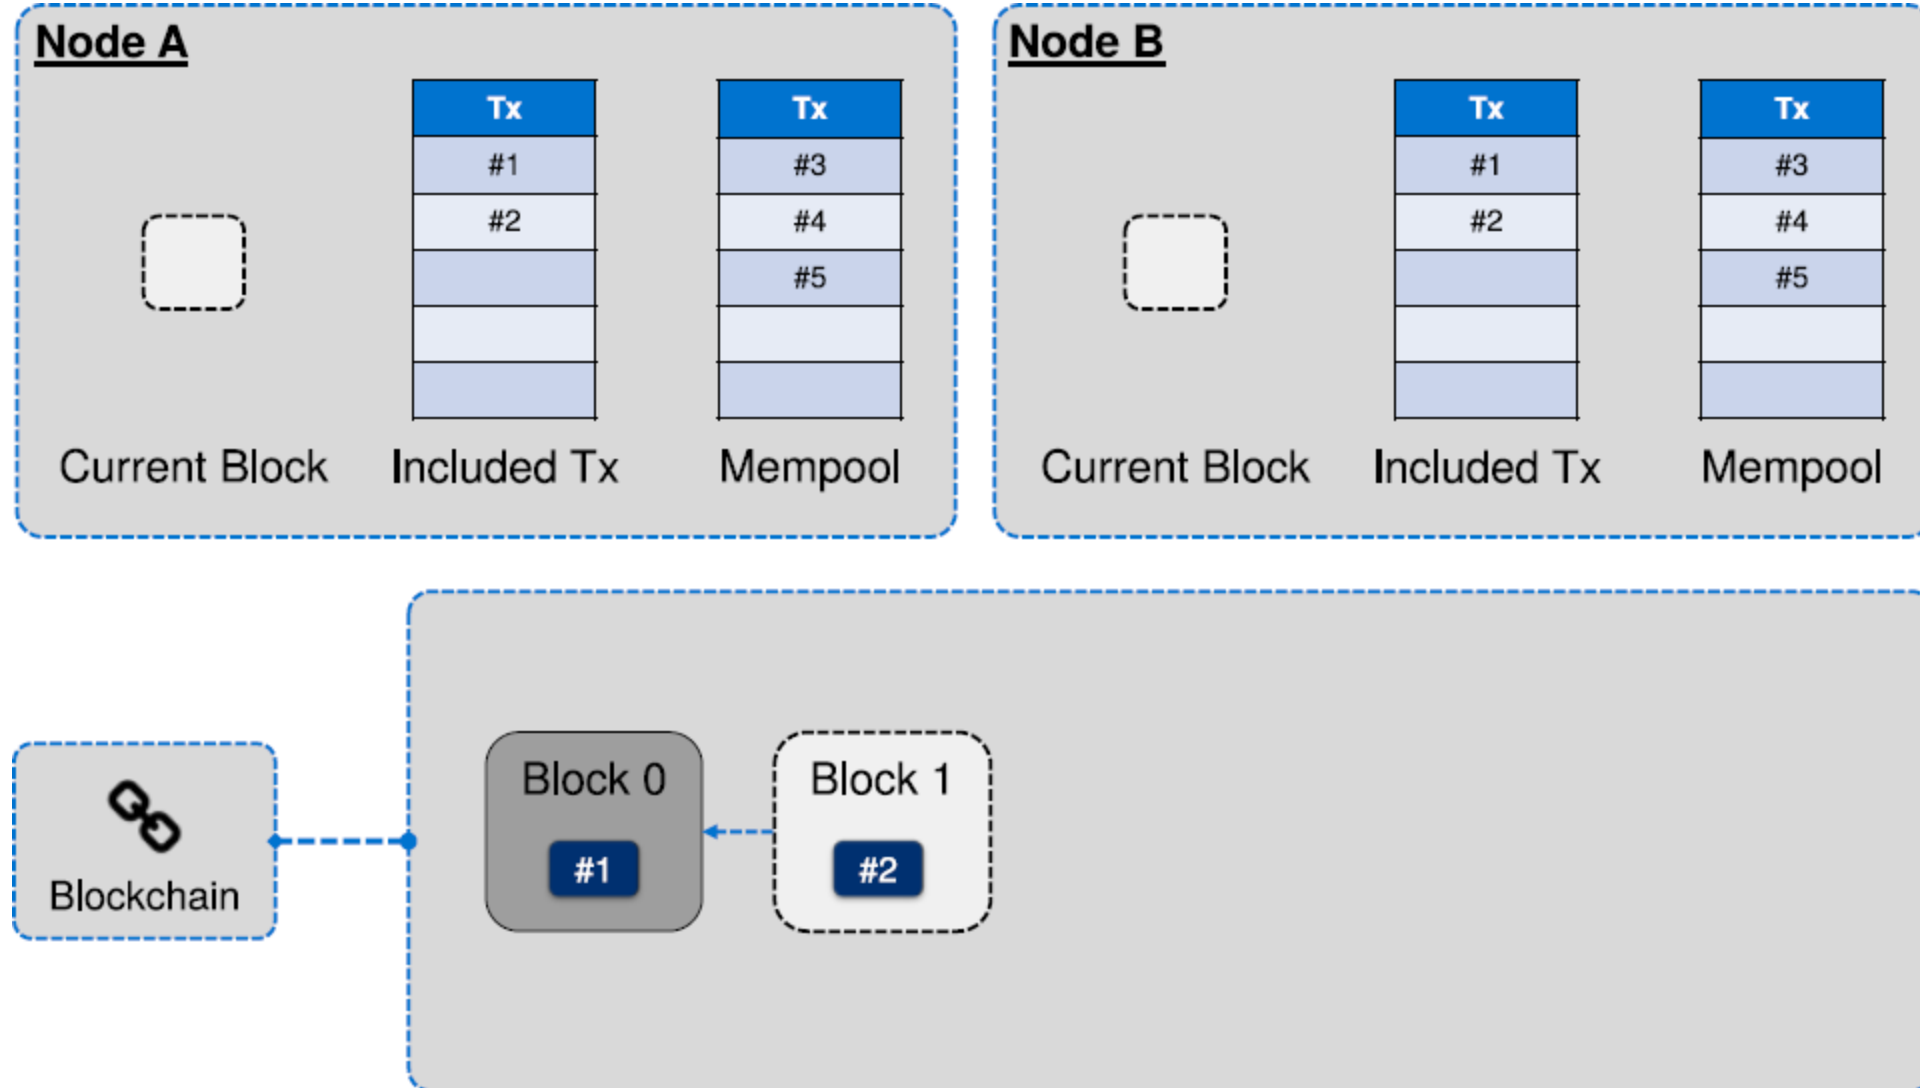 Node A
Tx
#1
#2
Tx
#3
#4
#5
Current Block
Included Tx
Mempool
Node B
Tx
#1
#2
Tx
#3
#4
#5
Current Block
Included Tx
Mempool
Blockchain
Block 0
#1
Block 1
#2